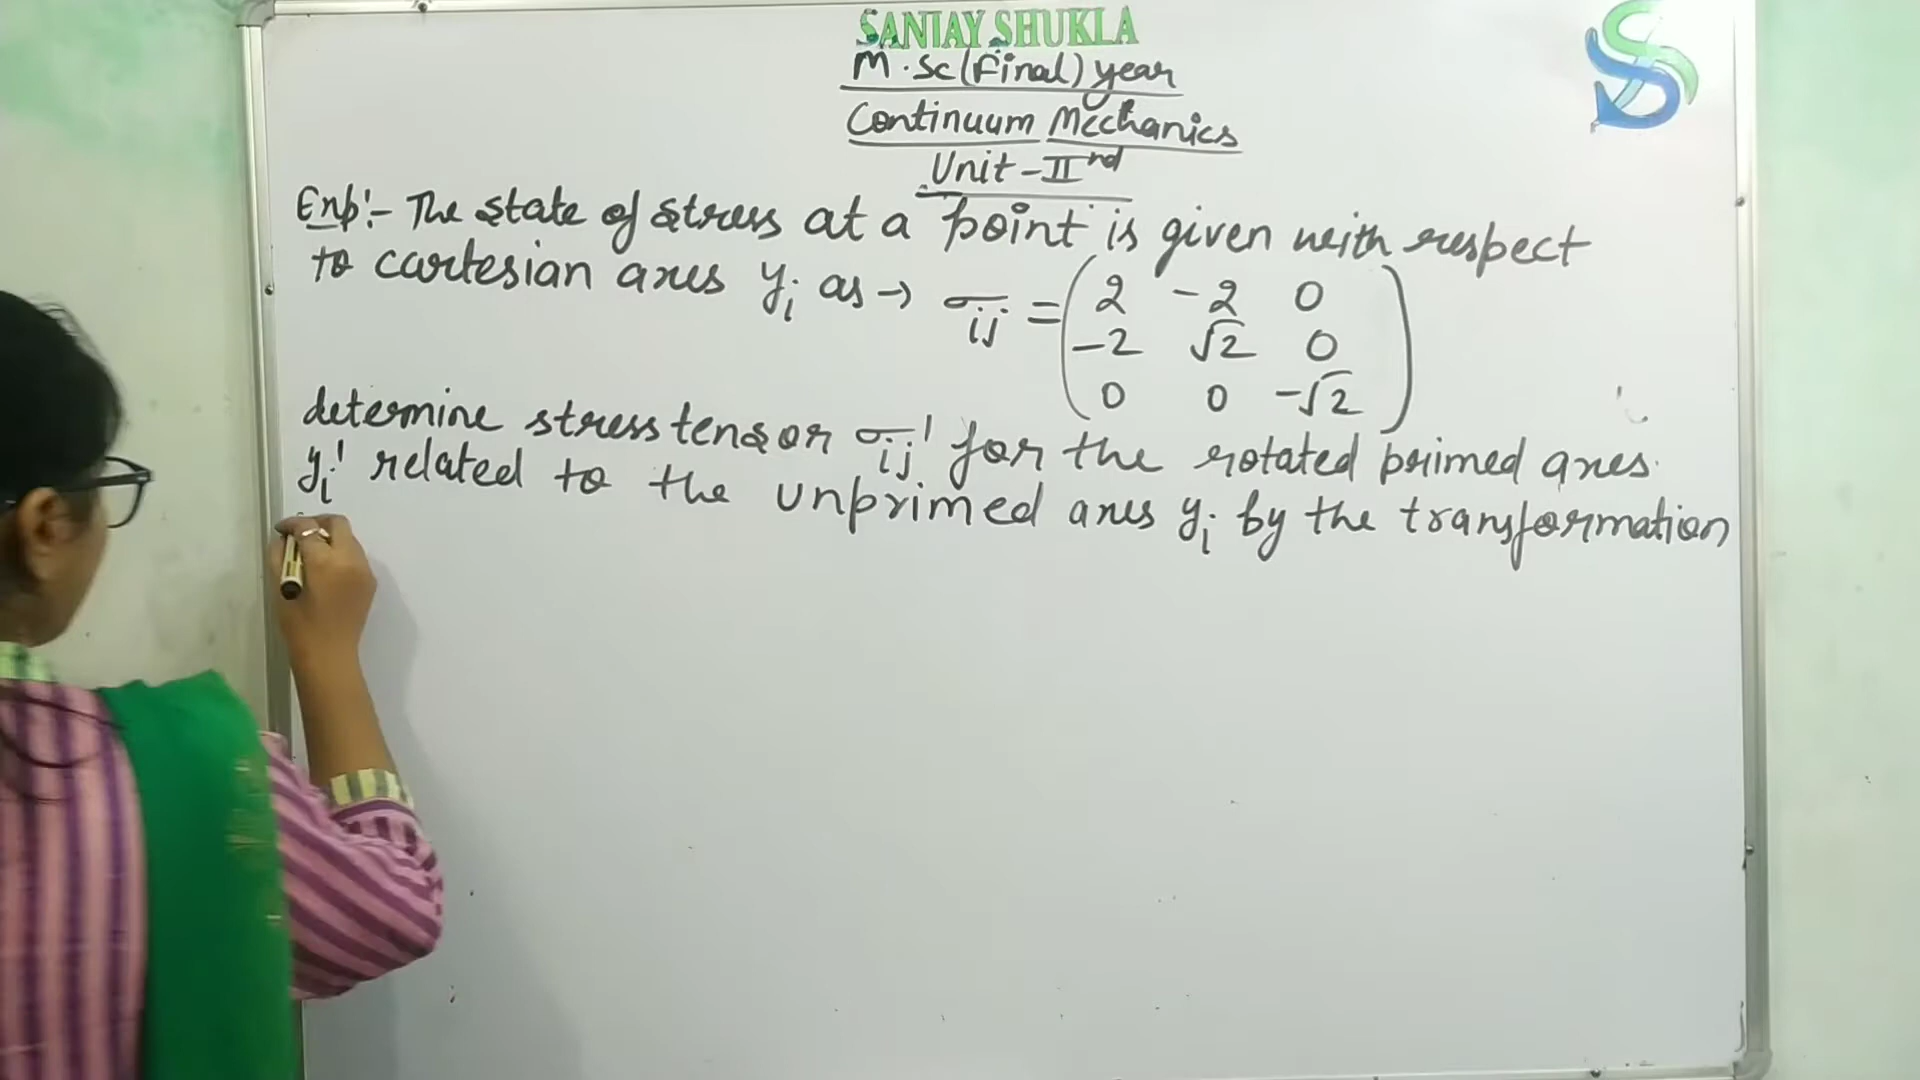 SANJAY SHUKLA
M.Sc (Final) year
Continuum Mechanics
Unit - IInd
Exp:- The state of stress at a point is given with respect
to cartesian axes yi as → σij = ( 2 -2 0
-2 √2 0
0 0 -√2 )
determine stress tensor σij' for the rotated primed axes.
yi' related to the unprimed axes yi by the transformation